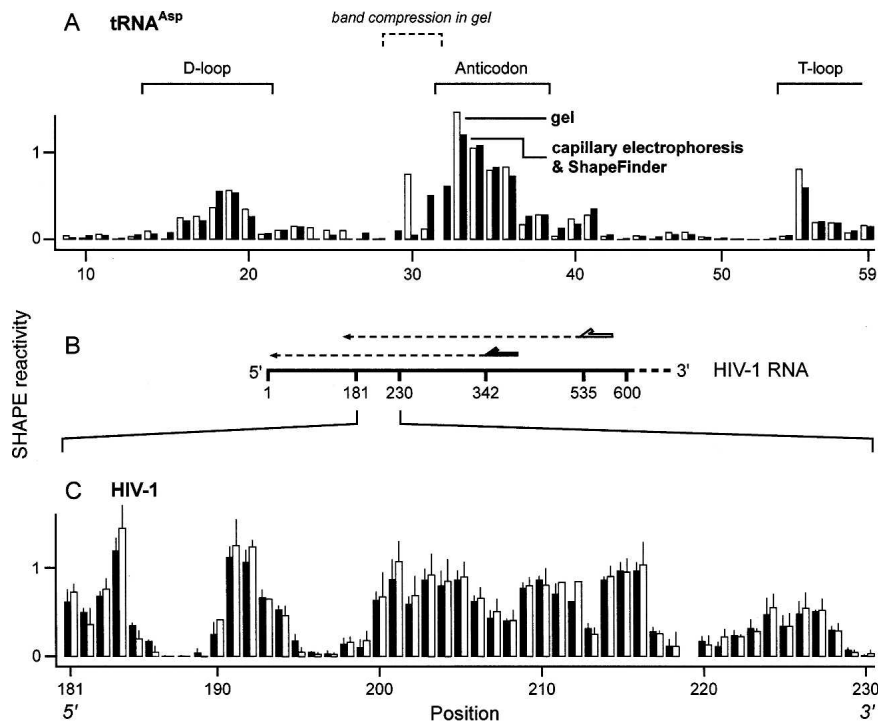 A tRNA^Asp
band compression in gel
D-loop Anticodon T-loop
gel
capillary electrophoresis
& ShapeFinder
1
0
10 20 30 40 50 59
SHAPE reactivity
B
5' 3' HIV-1 RNA
1 181 230 342 535 600
C HIV-1
1
0
181 190 200 210 220 230
5' Position 3'